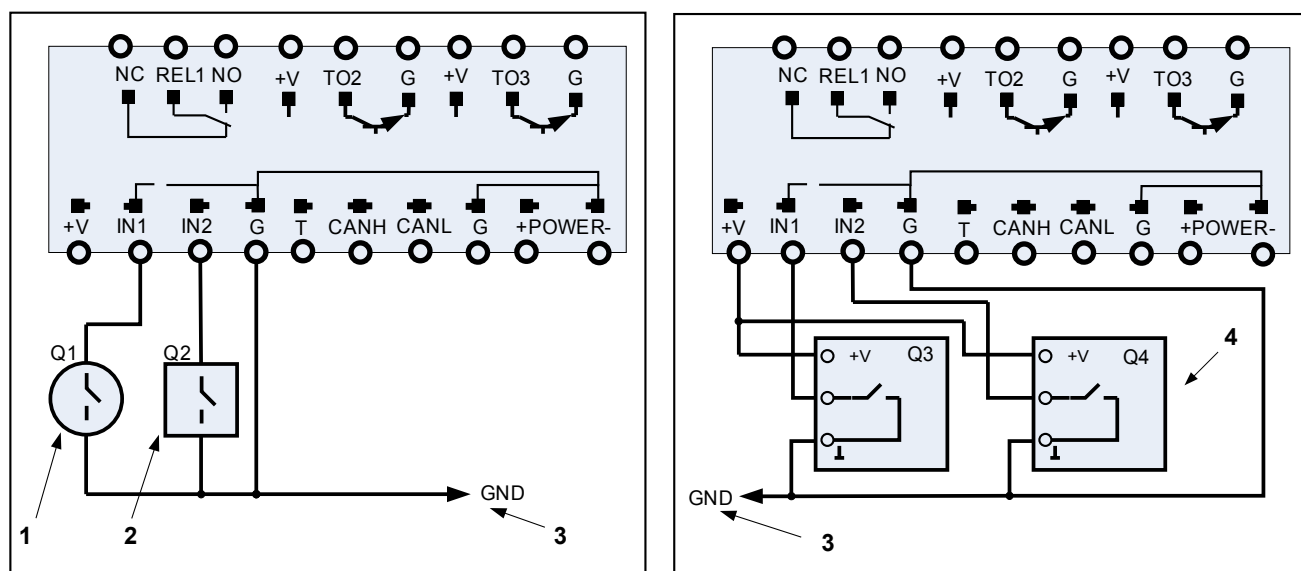 NC REL1 NO +V TO2 G +V TO3 G
+V IN1 IN2 G T CANH CANL G +POWER-
Q1 Q2
GND
1 2 3
NC REL1 NO +V TO2 G +V TO3 G
+V IN1 IN2 G T CANH CANL G +POWER-
+V Q3 +V Q4 4
GND
3